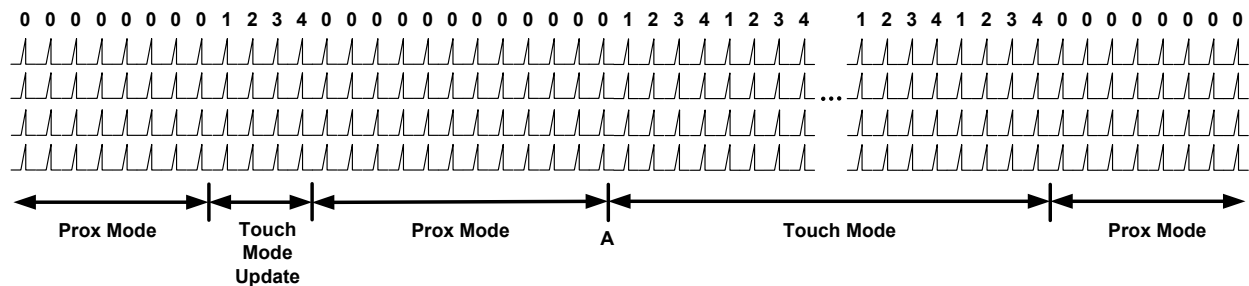 0 0 0 0 0 0 0 0 1 2 3 4 0 0 0 0 0 0 0 0 0 0 0 0 1 2 3 4 1 2 3 4 1 2 3 4 1 2 3 4 0 0 0 0 0 0 0 0
...
Prox Mode
Touch
Mode
Update
Prox Mode
A
Touch Mode
Prox Mode